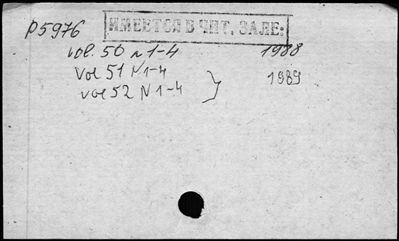 P5976
ИМЕЕТСЯ В ЧИТ. ЗАЛЕ:
vol. 50 N 1-4 1988
Vol 51 N 1-4 } 1989
vol 52 N 1-4